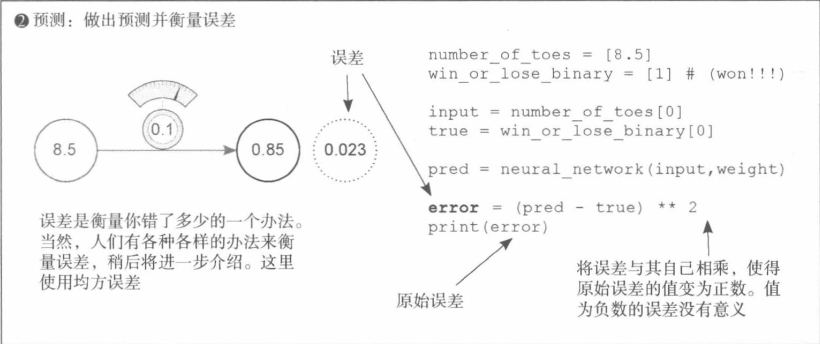 ❷ 预测：做出预测并衡量误差
误差
8.5
0.1
0.85
0.023
误差是衡量你错了多少的一个办法。
当然，人们有各种各样的办法来衡
量误差，稍后将进一步介绍。这里
使用均方误差
number_of_toes = [8.5]
win_or_lose_binary = [1] # (won!!!)
input = number_of_toes[0]
true = win_or_lose_binary[0]
pred = neural_network(input,weight)
error = (pred - true) ** 2
print(error)
原始误差
将误差与其自己相乘，使得
原始误差的值变为正数。值
为负数的误差没有意义